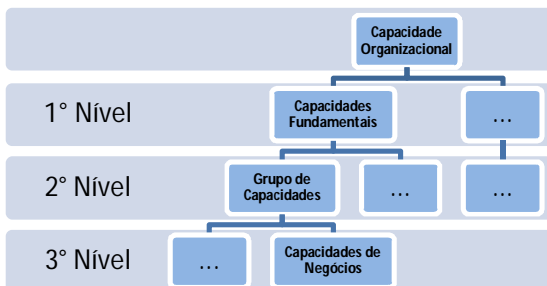 Capacidade
Organizacional
1° Nível
Capacidades
Fundamentais
...
2° Nível
Grupo de
Capacidades
...
...
3° Nível
...
Capacidades de
Negócios